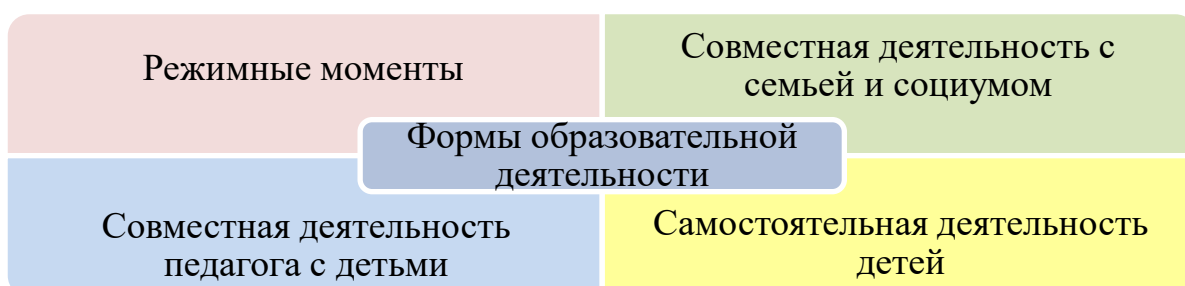 Режимные моменты
Совместная деятельность с
семьей и социумом
Формы образовательной
деятельности
Совместная деятельность
педагога с детьми
Самостоятельная деятельность
детей